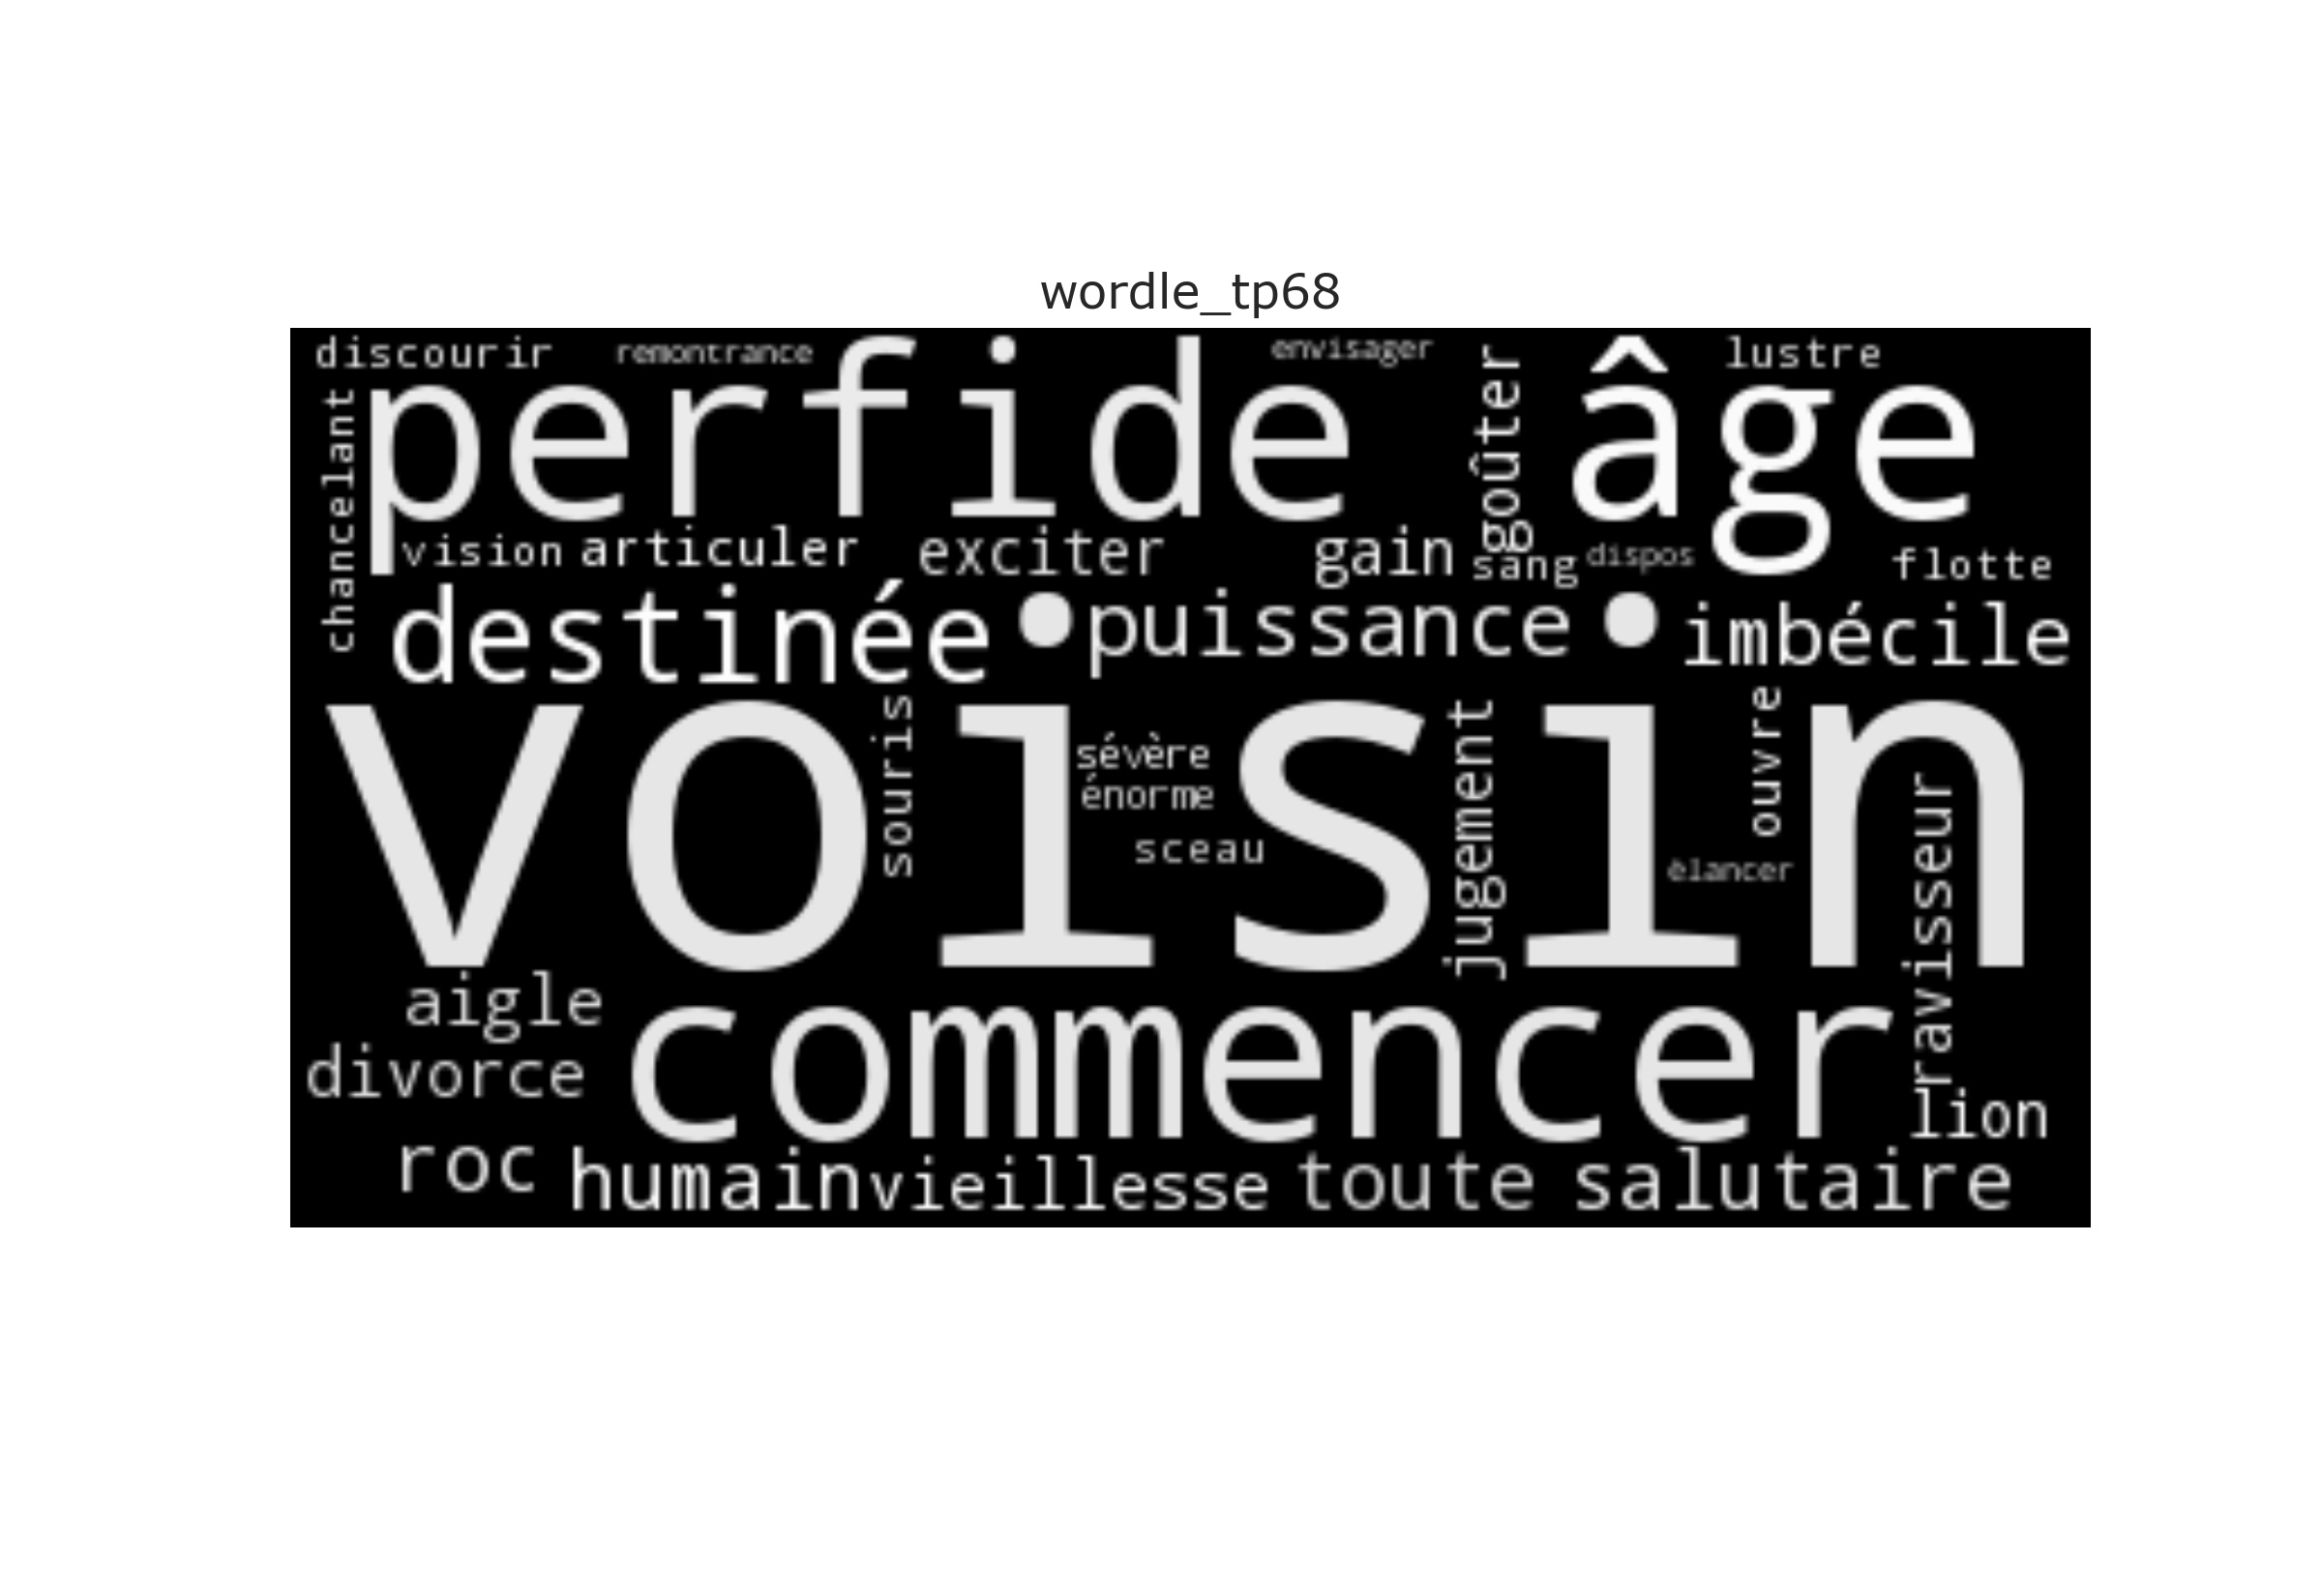 wordle_tp68
discourir remontrance envisager lustre
perfide goûter âge
chancelant
vision articuler exciter gain sang dispos flotte
destinée puissance imbécile
voisin
souris sévère jugement ouvre
énorme
sceau élancer ravisseur
aigle commencer
divorce lion
roc humain vieillesse toute salutaire